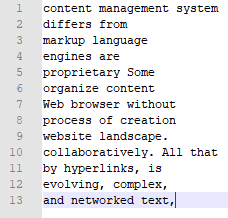 1 content management system
2 differs from
3 markup language
4 engines are
5 proprietary Some
6 organize content
7 Web browser without
8 process of creation
9 website landscape.
10 collaboratively. All that
11 by hyperlinks, is
12 evolving, complex,
13 and networked text,